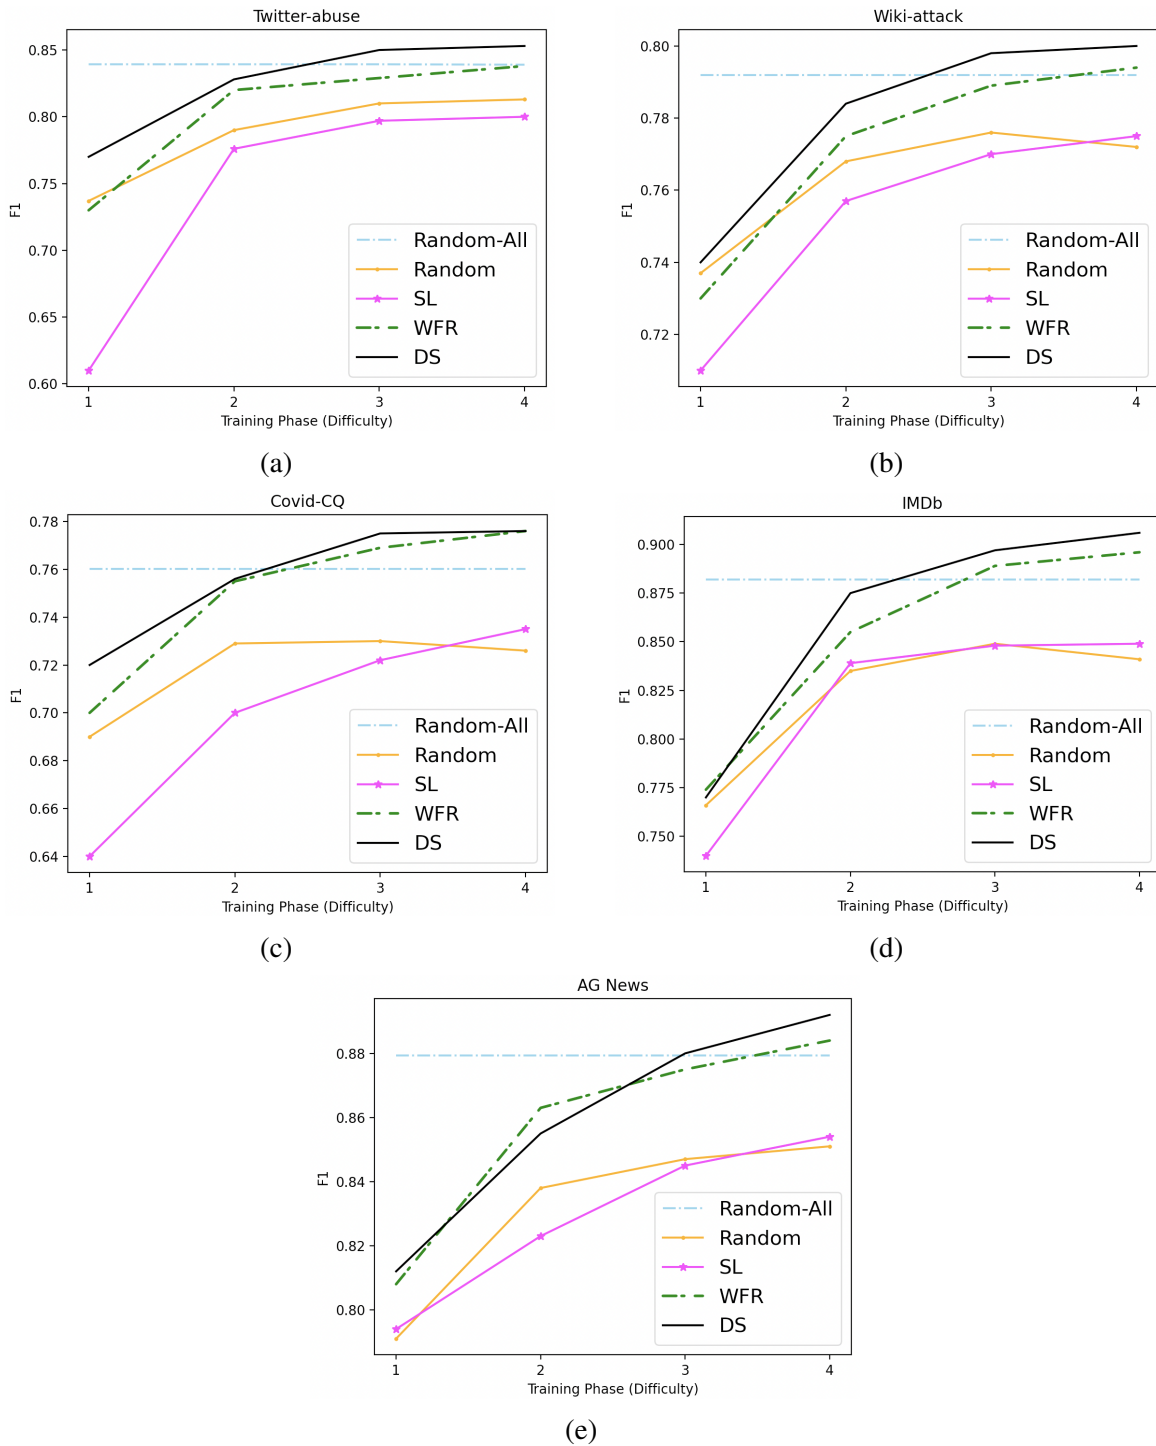 Twitter-abuse
0.85
0.80
0.75
0.70
0.65
0.60
F1
1 2 3 4
Training Phase (Difficulty)
Random-All
Random
SL
WFR
DS
(a)
Wiki-attack
0.80
0.78
0.76
0.74
0.72
F1
1 2 3 4
Training Phase (Difficulty)
Random-All
Random
SL
WFR
DS
(b)
Covid-CQ
0.78
0.76
0.74
0.72
0.70
0.68
0.66
0.64
F1
1 2 3 4
Training Phase (Difficulty)
Random-All
Random
SL
WFR
DS
(c)
IMDb
0.900
0.875
0.850
0.825
0.800
0.775
0.750
F1
1 2 3 4
Training Phase (Difficulty)
Random-All
Random
SL
WFR
DS
(d)
AG News
0.88
0.86
0.84
0.82
0.80
F1
1 2 3 4
Training Phase (Difficulty)
Random-All
Random
SL
WFR
DS
(e)